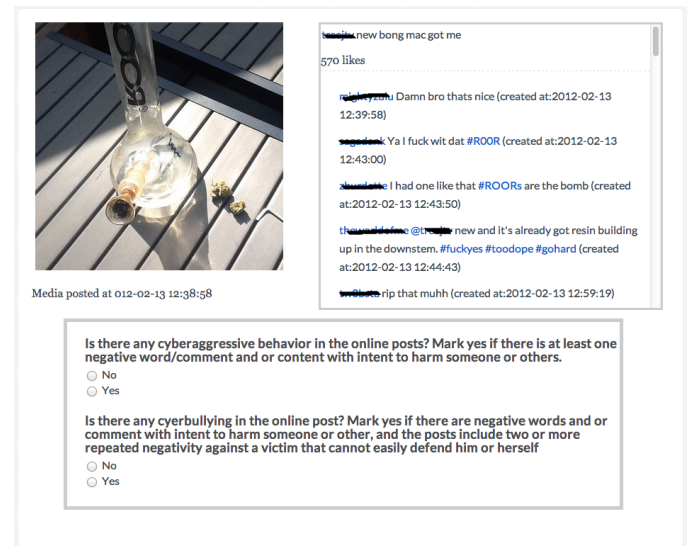 ROOR
new bong mac got me
570 likes
Damn bro thats nice (created at:2012-02-13
12:39:58)
Ya I fuck wit dat #ROOR (created at:2012-02-13
12:43:00)
I had one like that #ROORs are the bomb (created
at:2012-02-13 12:43:50)
new and it's already got resin building
up in the downstem. #fuckyes #toodope #gohard (created
at:2012-02-13 12:44:43)
rip that muhh (created at:2012-02-13 12:59:19)
Media posted at 012-02-13 12:38:58
Is there any cyberaggressive behavior in the online posts? Mark yes if there is at least one
negative word/comment and or content with intent to harm someone or others.
No
Yes
Is there any cyerbullying in the online post? Mark yes if there are negative words and or
comment with intent to harm someone or other, and the posts include two or more
repeated negativity against a victim that cannot easily defend him or herself
No
Yes